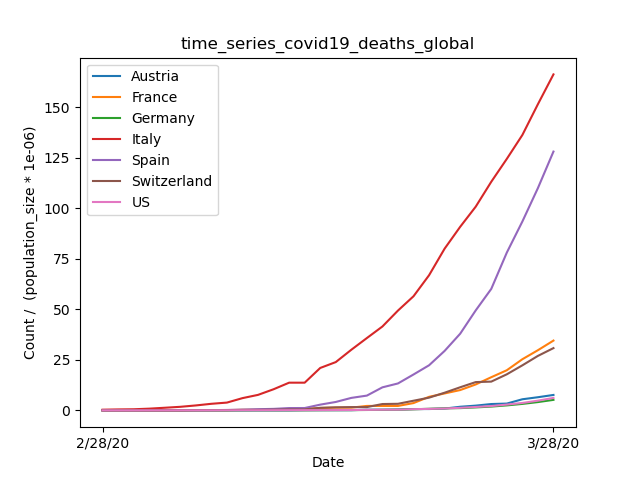 time_series_covid19_deaths_global
Austria
France
Germany
Italy
Spain
Switzerland
US
Count /  (population_size * 1e-06)
150
125
100
75
50
25
0
2/28/20
3/28/20
Date